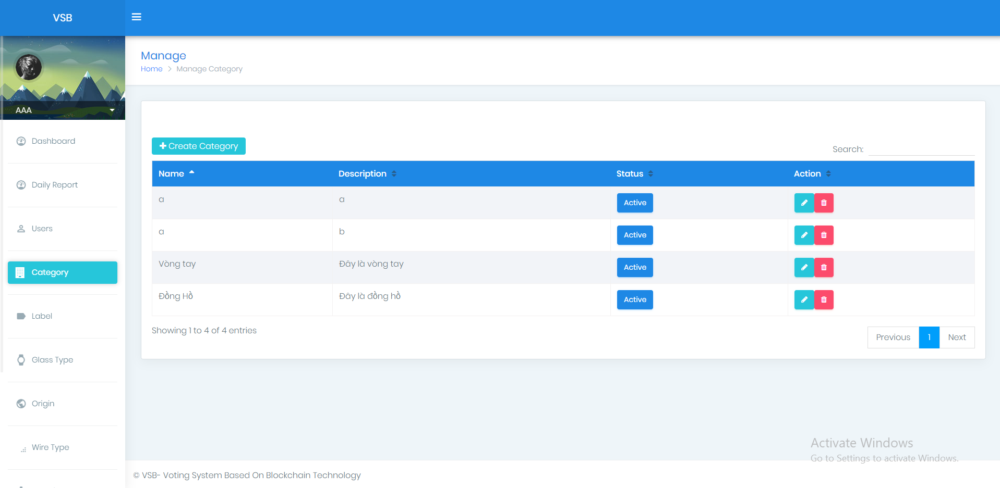 VSB
Manage
Home > Manage Category
AAA
Dashboard
Daily Report
Users
Category
Label
Glass Type
Origin
Wire Type
Create Category
Search:
Name Description Status Action
a a Active
a b Active
Vòng tay Đây là vòng tay Active
Đồng Hồ Đây là đồng hồ Active
Showing 1 to 4 of 4 entries
Previous 1 Next
Activate Windows
Go to Settings to activate Windows.
© VSB- Voting System Based On Blockchain Technology